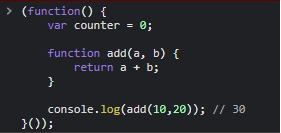 > (function() {
    var counter = 0;

    function add(a, b) {
        return a + b;
    }

    console.log(add(10,20)); // 30
}());